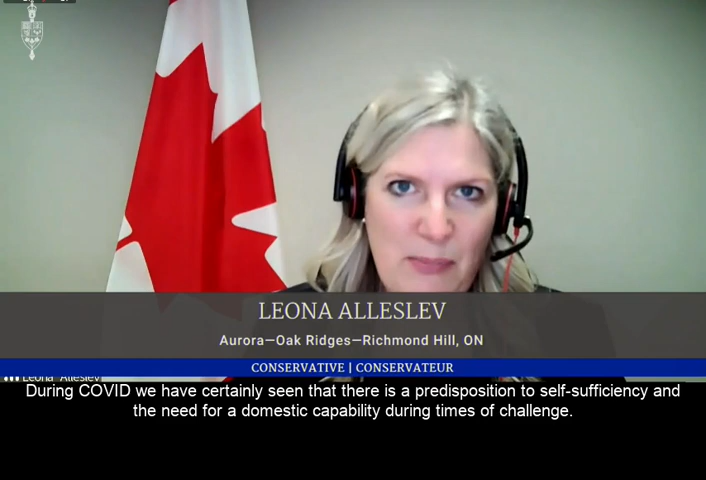 LEONA ALLESLEV
Aurora—Oak Ridges—Richmond Hill, ON
CONSERVATIVE | CONSERVATEUR
Leona Alleslev
During COVID we have certainly seen that there is a predisposition to self-sufficiency and
the need for a domestic capability during times of challenge.